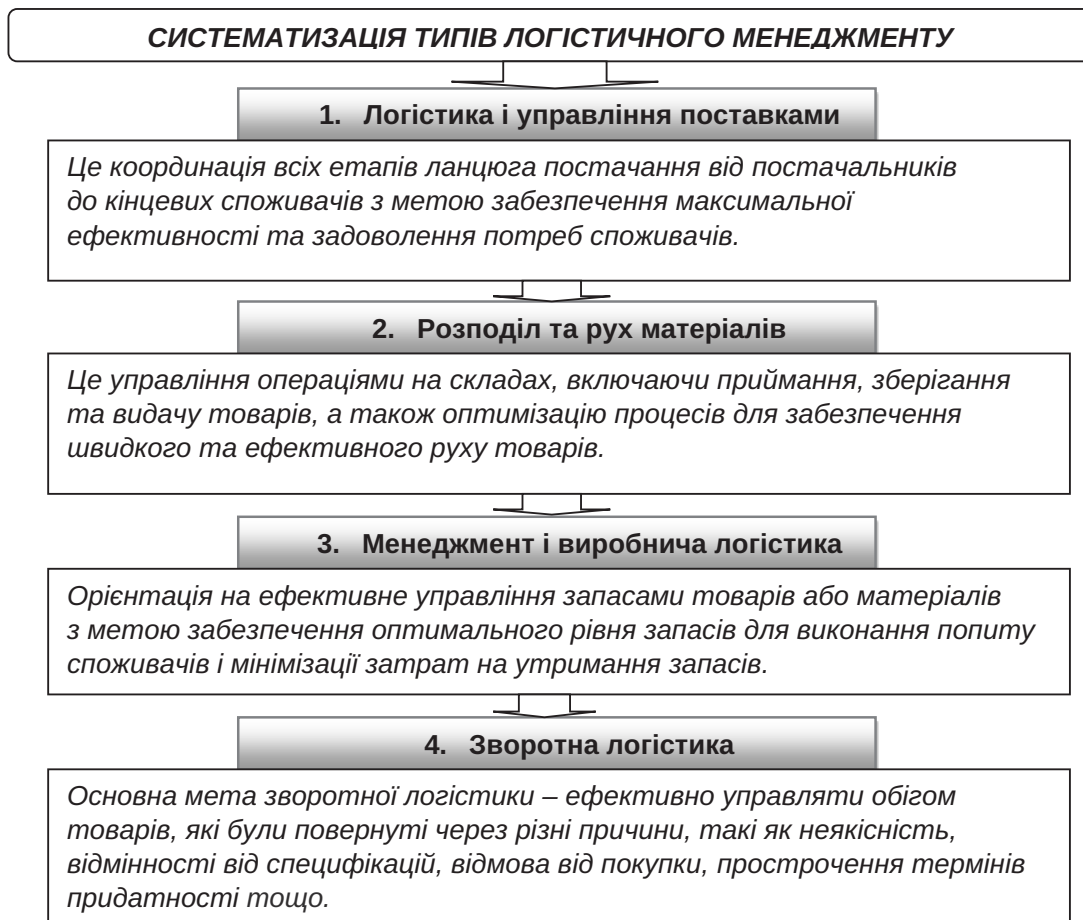 СИСТЕМАТИЗАЦІЯ ТИПІВ ЛОГІСТИЧНОГО МЕНЕДЖМЕНТУ
1. Логістика і управління поставками
Це координація всіх етапів ланцюга постачання від постачальників
до кінцевих споживачів з метою забезпечення максимальної
ефективності та задоволення потреб споживачів.
2. Розподіл та рух матеріалів
Це управління операціями на складах, включаючи приймання, зберігання
та видачу товарів, а також оптимізацію процесів для забезпечення
швидкого та ефективного руху товарів.
3. Менеджмент і виробнича логістика
Орієнтація на ефективне управління запасами товарів або матеріалів
з метою забезпечення оптимального рівня запасів для виконання попиту
споживачів і мінімізації затрат на утримання запасів.
4. Зворотна логістика
Основна мета зворотної логістики – ефективно управляти обігом
товарів, які були повернуті через різні причини, такі як неякісність,
відмінності від специфікацій, відмова від покупки, прострочення термінів
придатності тощо.